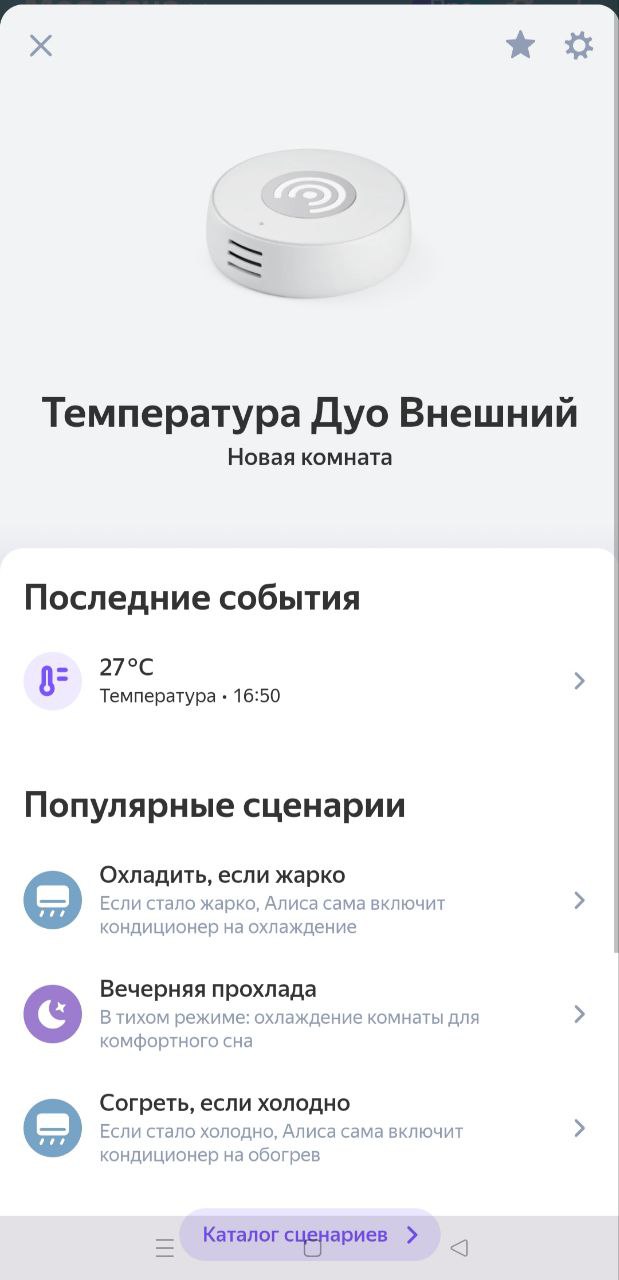 Температура Дуо Внешний
Новая комната
Последние события
27°C
Температура • 16:50
Популярные сценарии
Охладить, если жарко
Если стало жарко, Алиса сама включит
кондиционер на охлаждение
Вечерняя прохлада
В тихом режиме: охлаждение комнаты для
комфортного сна
Согреть, если холодно
Если стало холодно, Алиса сама включит
кондиционер на обогрев
Каталог сценариев